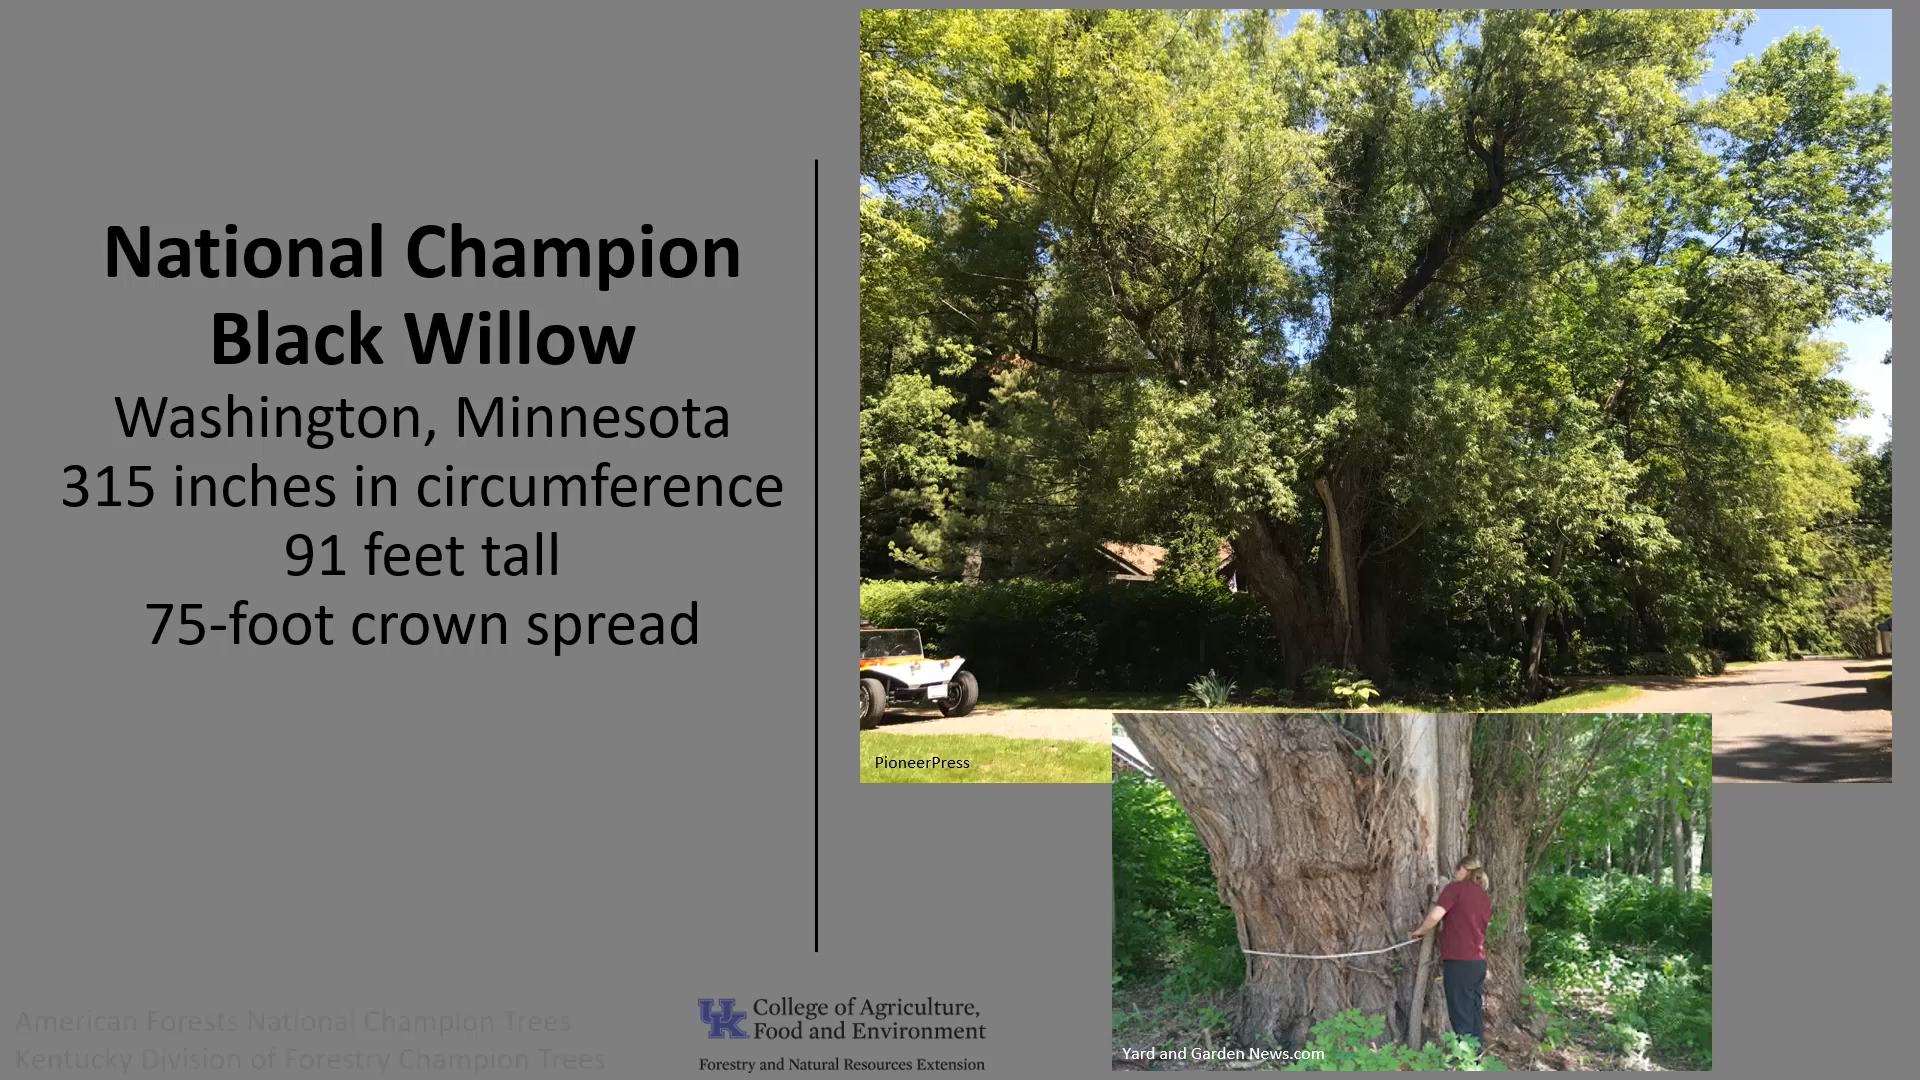 National Champion
Black Willow
Washington, Minnesota
315 inches in circumference
91 feet tall
75-foot crown spread
PioneerPress
Yard and Garden News.com
American Forests National Champion Trees
Kentucky Division of Forestry Champion Trees
UK College of Agriculture,
Food and Environment
Forestry and Natural Resources Extension